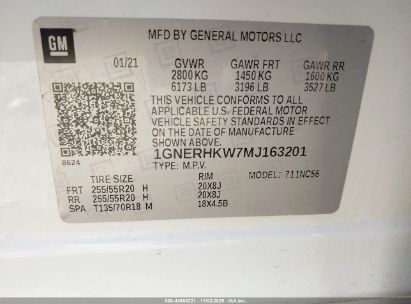 GM
MFD BY GENERAL MOTORS LLC
01/21 GVWR GAWR FRT GAWR RR
2800 KG 1450 KG 1600 KG
6173 LB 3196 LB 3527 LB
THIS VEHICLE CONFORMS TO ALL
APPLICABLE U.S. FEDERAL MOTOR
VEHICLE SAFETY STANDARDS IN
EFFECT ON THE DATE OF MANUFACTURE
SHOWN ABOVE.
1GNERHKW7MJ163201
8624
TYPE: M.P.V. MODEL: 711NC56
TIRE SIZE RIM
FRT 255/55R20 H 20X8J
RR 255/55R20 H 20X8J
SPA T135/70R18 M 18X4.5B